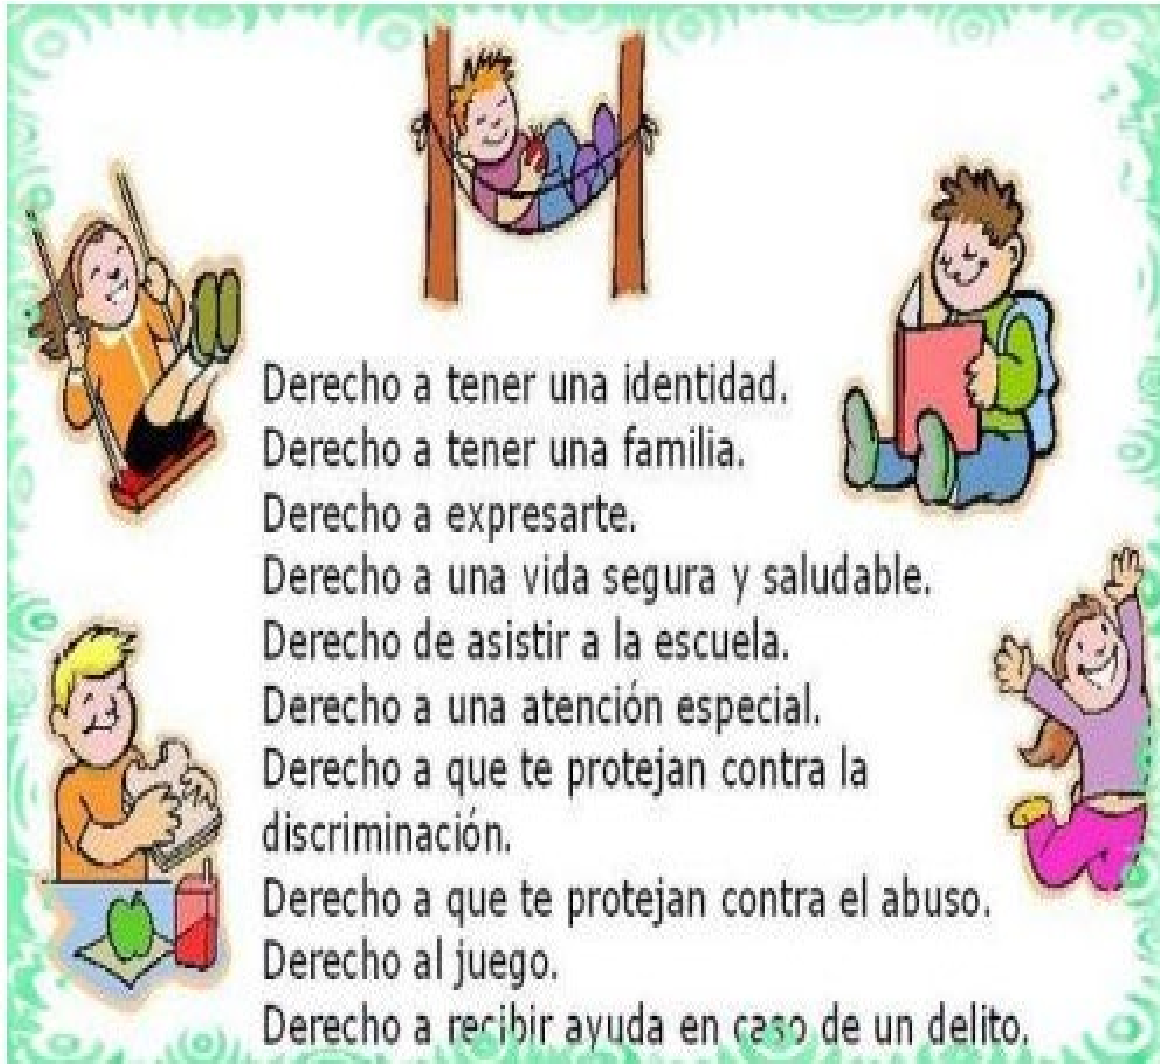 Derecho a tener una identidad.
Derecho a tener una familia.
Derecho a expresarte.
Derecho a una vida segura y saludable.
Derecho de asistir a la escuela.
Derecho a una atención especial.
Derecho a que te protejan contra la
discriminación.
Derecho a que te protejan contra el abuso.
Derecho al juego.
Derecho a recibir ayuda en caso de un delito.